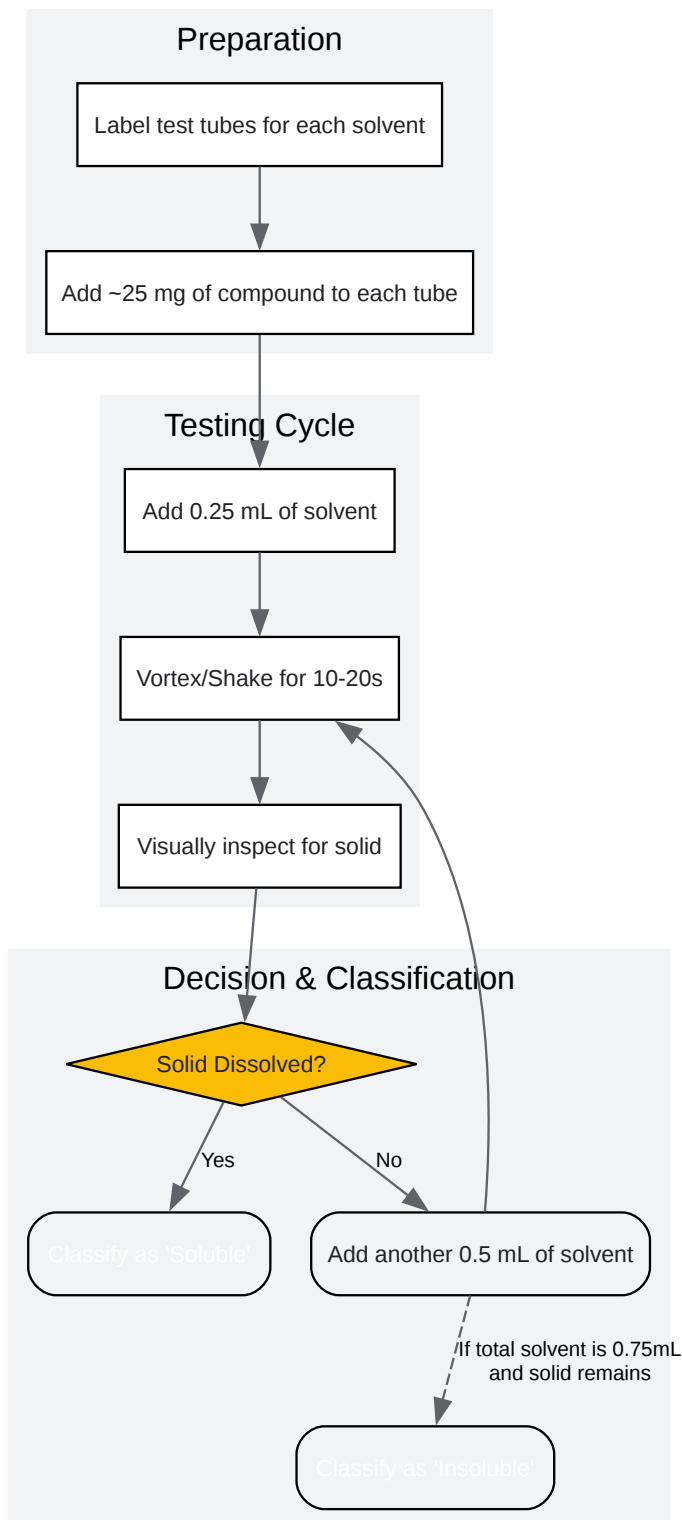 Preparation
Label test tubes for each solvent
Add ~25 mg of compound to each tube
Testing Cycle
Add 0.25 mL of solvent
Vortex/Shake for 10-20s
Visually inspect for solid
Decision & Classification
Solid Dissolved?
Yes
No
Classify as 'Soluble'
Add another 0.5 mL of solvent
If total solvent is 0.75mL
and solid remains
Classify as 'Insoluble'